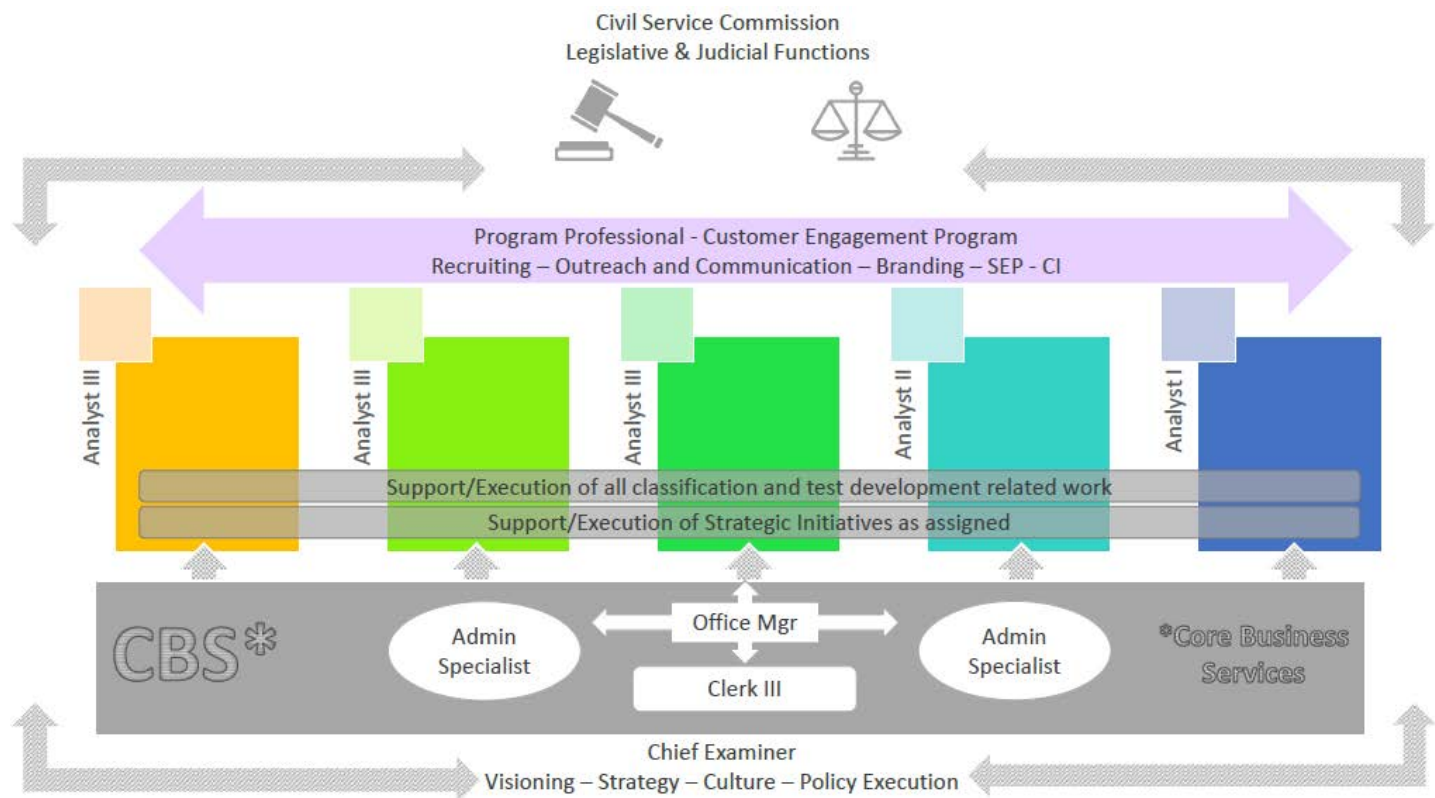 Civil Service Commission
Legislative & Judicial Functions
Program Professional - Customer Engagement Program
Recruiting – Outreach and Communication – Branding – SEP - CI
Analyst III
Analyst III
Analyst III
Analyst II
Analyst I
Support/Execution of all classification and test development related work
Support/Execution of Strategic Initiatives as assigned
CBS*
Admin
Specialist
Office Mgr
Clerk III
Admin
Specialist
*Core Business
Services
Chief Examiner
Visioning – Strategy – Culture – Policy Execution